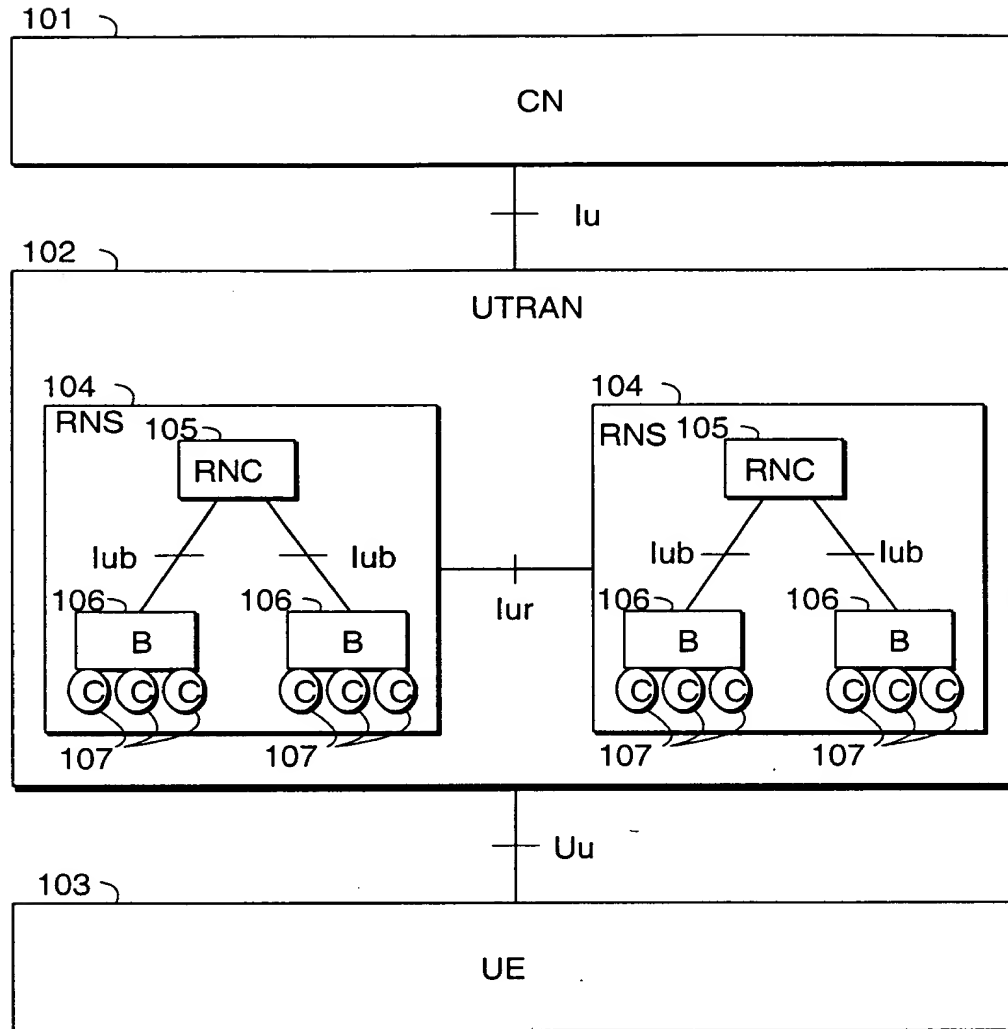 101
CN
Iu
102
UTRAN
104 104
RNS 105 RNS 105
RNC RNC
Iub Iub Iub Iub
Iur
106 106 106 106
B B B B
C C C C C C C C C C C C
107 107 107 107
Uu
103
UE